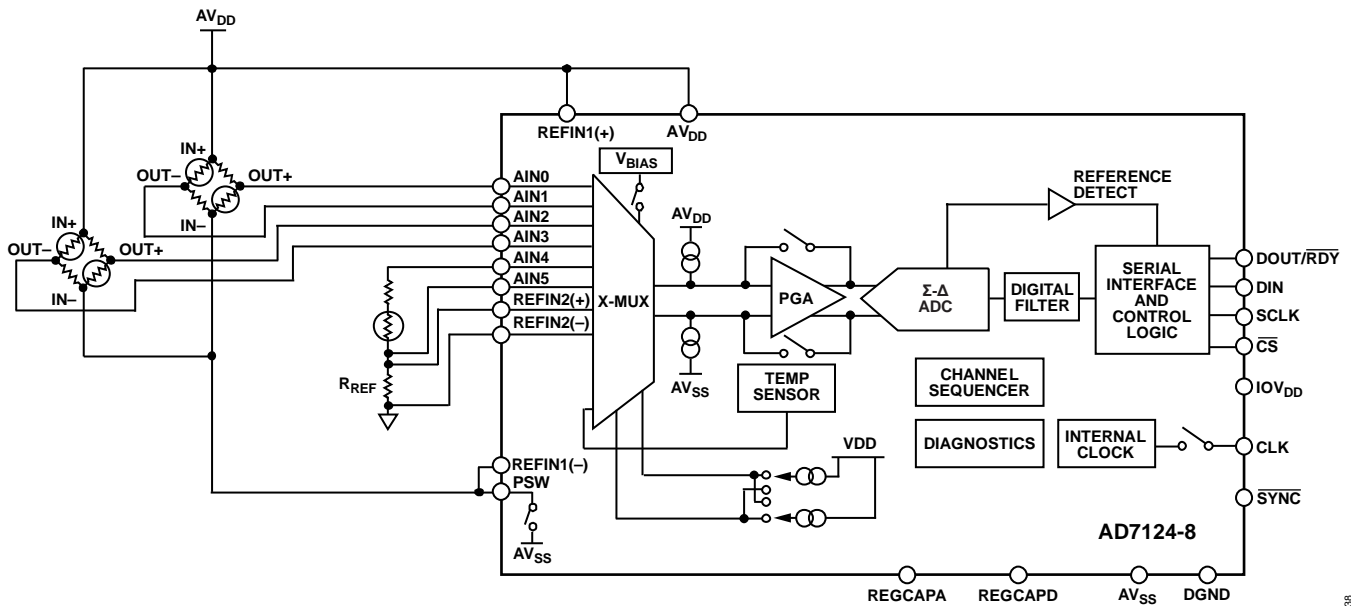 AVDD
REFIN1(+)
AVDD
IN+
OUT–
OUT+
IN–
IN+
OUT–
OUT+
IN–
VBIAS
AIN0
AIN1
AIN2
AIN3
AIN4
AIN5
REFIN2(+)
REFIN2(–)
X-MUX
AVDD
AVSS
PGA
Σ-Δ
ADC
DIGITAL
FILTER
REFERENCE
DETECT
SERIAL
INTERFACE
AND
CONTROL
LOGIC
DOUT/RDY
DIN
SCLK
CS
IOVDD
CLK
SYNC
RREF
TEMP
SENSOR
CHANNEL
SEQUENCER
DIAGNOSTICS
INTERNAL
CLOCK
VDD
REFIN1(–)
PSW
AVSS
AD7124-8
REGCAPA
REGCAPD
AVSS
DGND